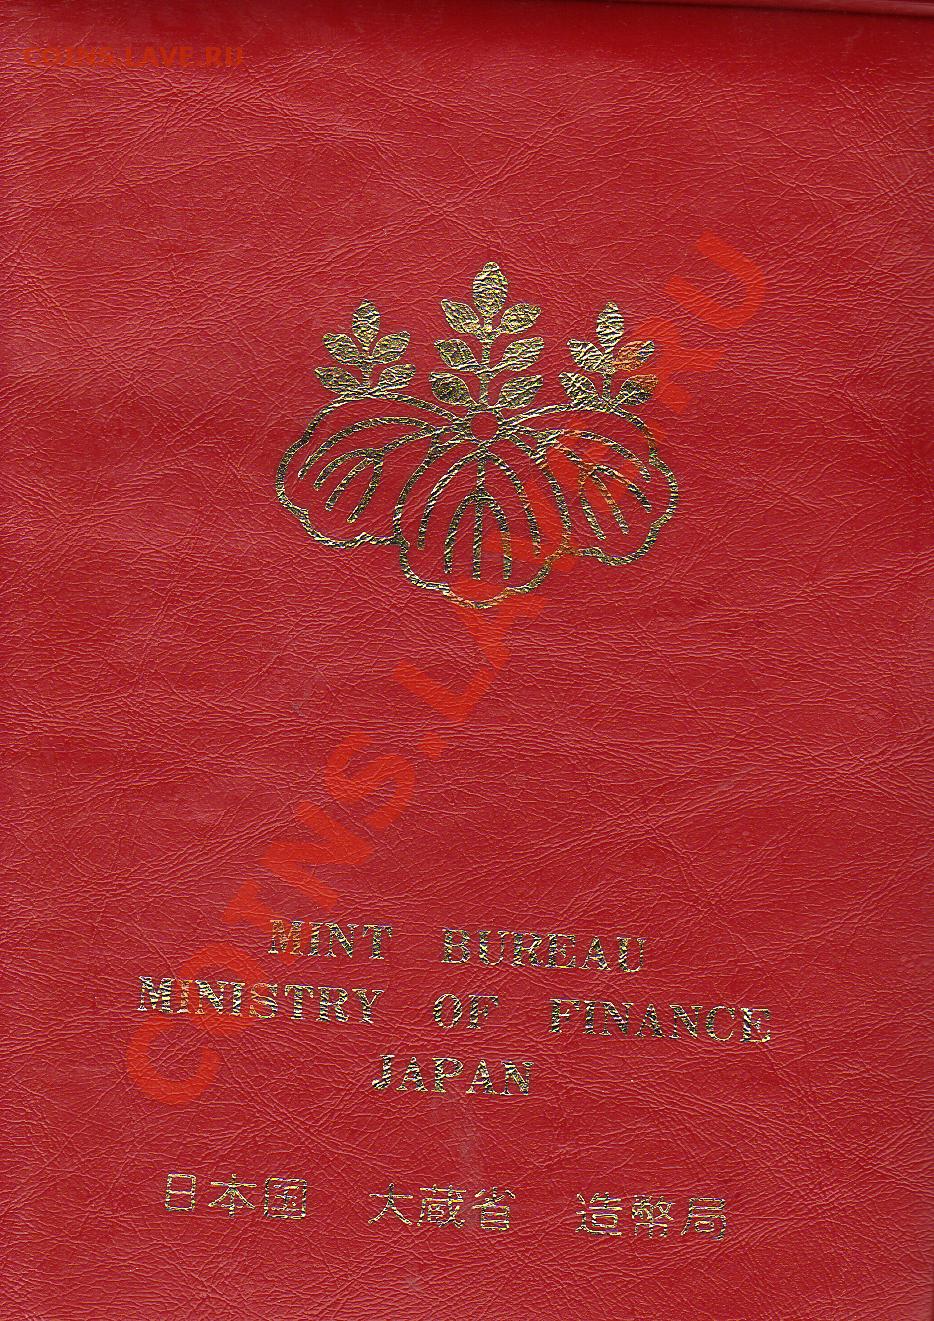 COINS.LAVE.RU
COINS.LAVE.RU
MINT BUREAU
MINISTRY OF FINANCE
JAPAN
日本国 大蔵省 造幣局